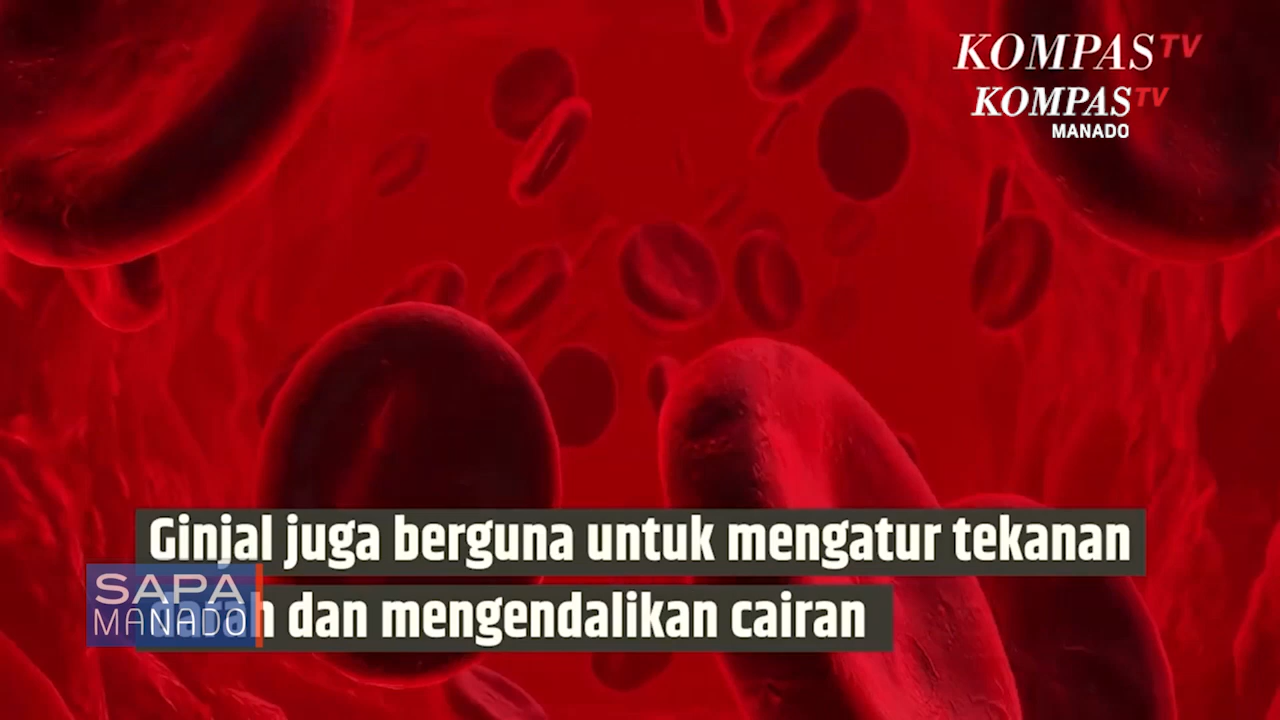 KOMPAS TV
KOMPAS TV
MANADO
Ginjal juga berguna untuk mengatur tekanan
dan mengendalikan cairan
SAPA
MANADO